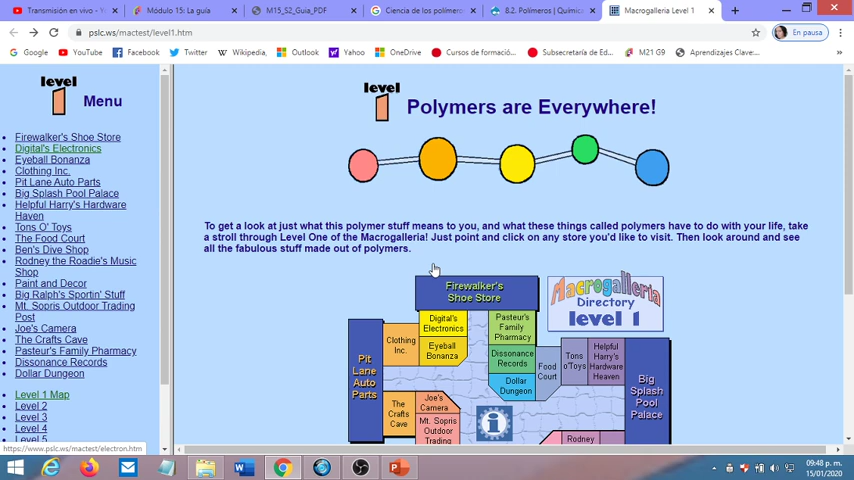 Transmisión en vivo
Módulo 15: La guía
M15_S2_Guia_PDF
Ciencia de los polímero
8.2. Polímeros | Químic
Macrogalleria Level 1
pslc.ws/mactest/level1.htm
En pausa
Google
YouTube
Facebook
Twitter
Wikipedia.
Outlook
Yahoo
OneDrive
Cursos de formació...
Subsecretaría de Ed...
M21 G9
Aprendizajes Clave:...
level
1
Menu
Firewalker's Shoe Store
Digital's Electronics
Eyeball Bonanza
Clothing Inc.
Pit Lane Auto Parts
Big Splash Pool Palace
Helpful Harry's Hardware
Haven
Tons O' Toys
The Food Court
Ben's Dive Shop
Rodney the Roadie's Music
Shop
Paint and Decor
Big Ralph's Sportin' Stuff
Mt. Sopris Outdoor Trading
Post
Joe's Camera
The Crafts Cave
Pasteur's Family Pharmacy
Dissonance Records
Dollar Dungeon
Level 1 Map
Level 2
Level 3
Level 4
Level 5
https://www.pslc.ws/mactest/electron.htm
level
1
Polymers are Everywhere!
To get a look at just what this polymer stuff means to you, and what these things called polymers have to do with your life, take
a stroll through Level One of the Macrogalleria! Just point and click on any store you'd like to visit. Then look around and see
all the fabulous stuff made out of polymers.
Firewalker's
Shoe Store
Macrogalleria
Directory
level 1
Digital's
Electronics
Eyeball
Bonanza
Clothing
Inc.
Pit
Lane
Auto
Parts
Pasteur's
Family
Pharmacy
Dissonance
Records
Dollar
Dungeon
Food
Court
Tons
o'Toys
Helpful
Harry's
Hardware
Heaven
Big
Splash
Pool
Palace
The
Crafts
Cave
Joe's
Camera
Mt. Sopris
Outdoor
Trading
i
Rodney
09:48 p. m.
15/01/2020